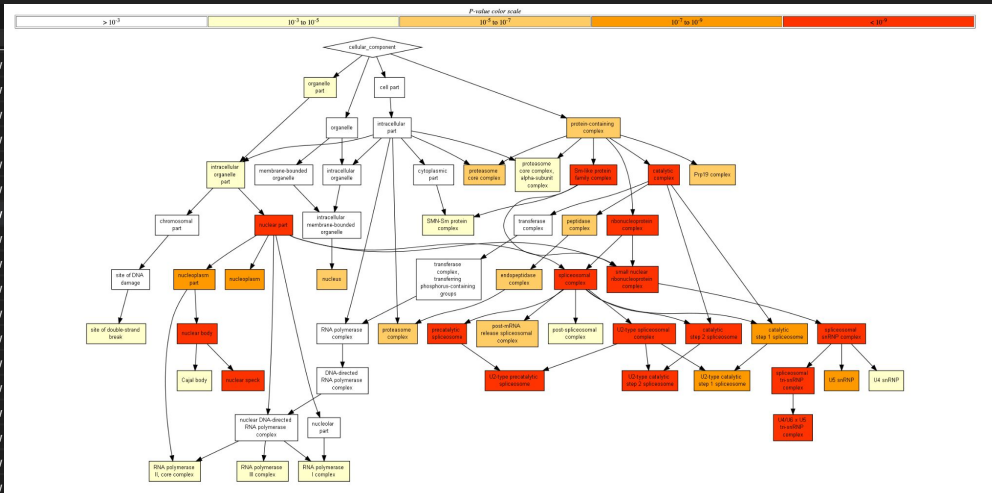 P-value color scale
> 10-3
10-3 to 10-5
10-5 to 10-7
10-7 to 10-9
cellular_component
organelle
part
cell part
organelle
intracellular
part
protein-containing
complex
intracellular
organelle
part
membrane-bounded
organelle
intracellular
organelle
cytoplasmic
part
proteasome
core complex
proteasome
core complex,
alpha-subunit
complex
Sm-like protein
family complex
catalytic
complex
Prp19 complex
chromosomal
part
nuclear part
intracellular
membrane-bounded
organelle
SMN-Sm protein
complex
transferase
complex
peptidase
complex
ribonucleoprotein
complex
site of DNA
damage
nucleoplasm
part
nucleoplasm
nucleus
transferase
complex,
transferring
phosphorus-containing
groups
endopeptidase
complex
spliceosomal
complex
small nuclear
ribonucleoprotein
complex
site of double-strand
break
nuclear body
RNA polymerase
complex
proteasome
complex
precatalytic
spliceosome
post-mRNA
release spliceosomal
complex
post-spliceosomal
complex
U2-type spliceosomal
complex
catalytic
step 2 spliceosome
catalytic
step 1 spliceosome
spliceosomal
snRNP complex
Cajal body
nuclear speck
DNA-directed
RNA polymerase
complex
U2-type precatalytic
spliceosome
U2-type catalytic
step 2 spliceosome
U2-type catalytic
step 1 spliceosome
spliceosomal
tri-snRNP
complex
U5 snRNP
U4 snRNP
nuclear DNA-directed
RNA polymerase
complex
nucleolar
part
U4/U6 x U5
tri-snRNP
complex
RNA polymerase
II, core complex
RNA polymerase
III complex
RNA polymerase
I complex